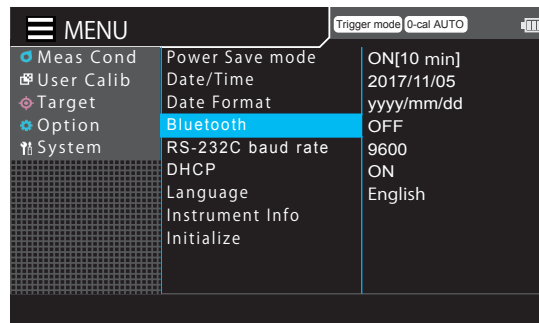 MENU
Trigger mode 0-cal AUTO
Meas Cond
User Calib
Target
Option
System
Power Save mode ON[10 min]
Date/Time 2017/11/05
Date Format yyyy/mm/dd
Bluetooth OFF
RS-232C baud rate 9600
DHCP ON
Language English
Instrument Info
Initialize